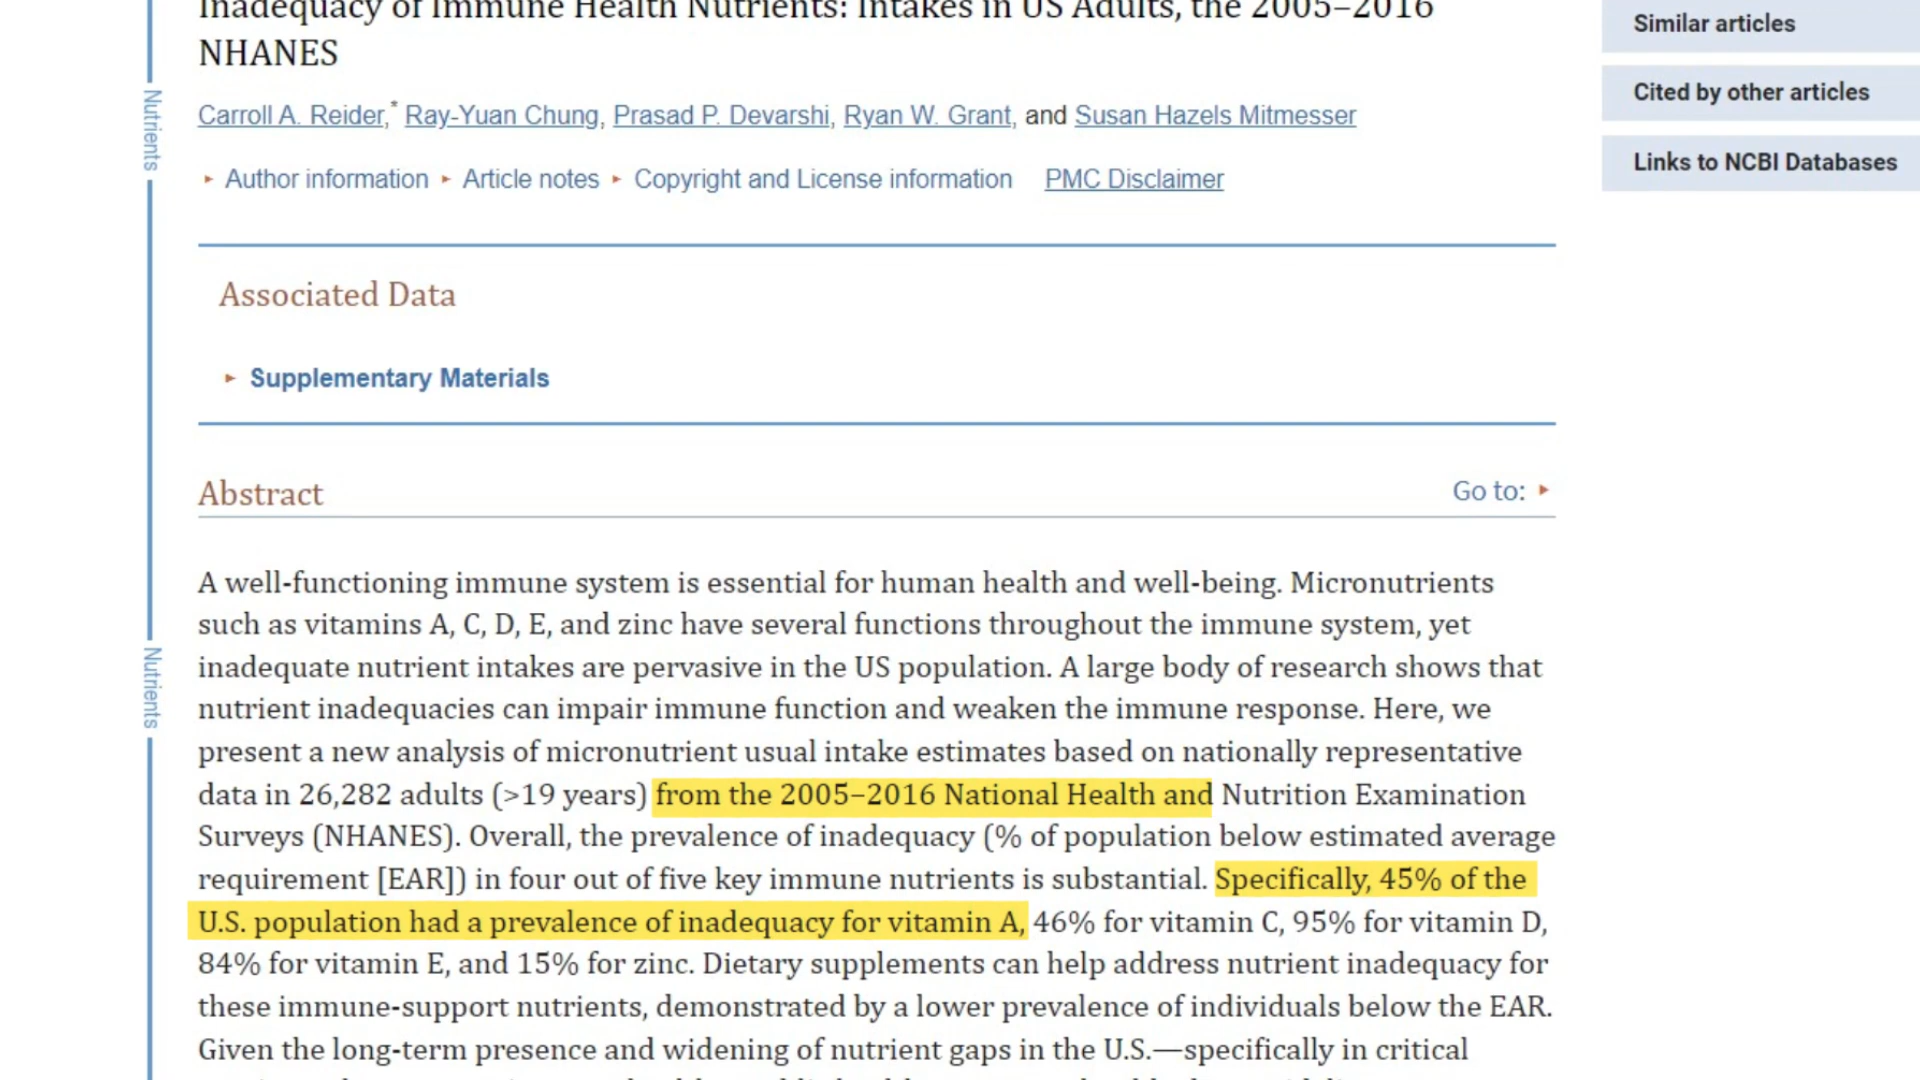 Inadequacy of Immune Health Nutrients: Intakes in US Adults, the 2005–2016
NHANES
Carroll A. Reider,* Ray-Yuan Chung, Prasad P. Devarshi, Ryan W. Grant, and Susan Hazels Mitmesser
Author information Article notes Copyright and License information PMC Disclaimer
Associated Data
Supplementary Materials
Abstract
Go to:
A well-functioning immune system is essential for human health and well-being. Micronutrients
such as vitamins A, C, D, E, and zinc have several functions throughout the immune system, yet
inadequate nutrient intakes are pervasive in the US population. A large body of research shows that
nutrient inadequacies can impair immune function and weaken the immune response. Here, we
present a new analysis of micronutrient usual intake estimates based on nationally representative
data in 26,282 adults (>19 years) from the 2005–2016 National Health and Nutrition Examination
Surveys (NHANES). Overall, the prevalence of inadequacy (% of population below estimated average
requirement [EAR]) in four out of five key immune nutrients is substantial. Specifically, 45% of the
U.S. population had a prevalence of inadequacy for vitamin A, 46% for vitamin C, 95% for vitamin D,
84% for vitamin E, and 15% for zinc. Dietary supplements can help address nutrient inadequacy for
these immune-support nutrients, demonstrated by a lower prevalence of individuals below the EAR.
Given the long-term presence and widening of nutrient gaps in the U.S.—specifically in critical
Nutrients
Nutrients
Similar articles
Cited by other articles
Links to NCBI Databases